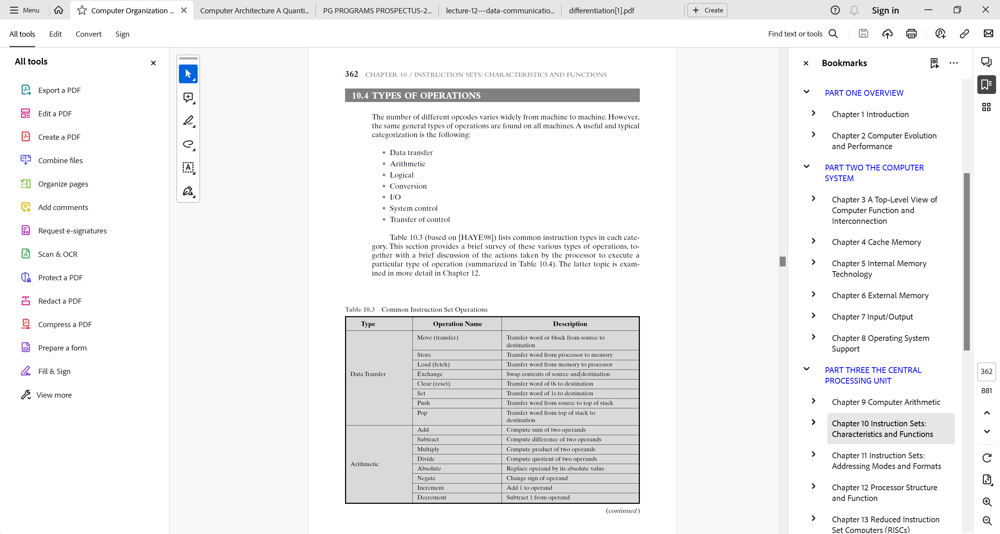 Menu
Computer Organization ...
Computer Architecture A Quanti...
PG PROGRAMS PROSPECTUS-2...
lecture-12---data-communicatio...
differentiation[1].pdf
Create
Sign in
All tools
Edit
Convert
Sign
Find text or tools
All tools
Export a PDF
Edit a PDF
Create a PDF
Combine files
Organize pages
Add comments
Request e-signatures
Scan & OCR
Protect a PDF
Redact a PDF
Compress a PDF
Prepare a form
Fill & Sign
View more
362 CHAPTER 10 / INSTRUCTION SETS: CHARACTERISTICS AND FUNCTIONS
10.4 TYPES OF OPERATIONS
The number of different opcodes varies widely from machine to machine. However,
the same general types of operations are found on all machines. A useful and typical
categorization is the following:
• Data transfer
• Arithmetic
• Logical
• Conversion
• I/O
• System control
• Transfer of control
Table 10.3 (based on [HAYE98]) lists common instruction types in each cate-
gory. This section provides a brief survey of these various types of operations, to-
gether with a brief discussion of the actions taken by the processor to execute a
particular type of operation (summarized in Table 10.4). The latter topic is exam-
ined in more detail in Chapter 12.
Table 10.3 Common Instruction Set Operations
Type Operation Name Description
Data Transfer
Move (transfer) Transfer word or block from source to
destination
Store Transfer word from processor to memory
Load (fetch) Transfer word from memory to processor
Exchange Swap contents of source and destination
Clear (reset) Transfer word of 0s to destination
Set Transfer word of 1s to destination
Push Transfer word from source to top of stack
Pop Transfer word from top of stack to
destination
Arithmetic
Add Compute sum of two operands
Subtract Compute difference of two operands
Multiply Compute product of two operands
Divide Compute quotient of two operands
Absolute Replace operand by its absolute value
Negate Change sign of operand
Increment Add 1 to operand
Decrement Subtract 1 from operand
(continued)
Bookmarks
PART ONE OVERVIEW
Chapter 1 Introduction
Chapter 2 Computer Evolution
and Performance
PART TWO THE COMPUTER
SYSTEM
Chapter 3 A Top-Level View of
Computer Function and
Interconnection
Chapter 4 Cache Memory
Chapter 5 Internal Memory
Technology
Chapter 6 External Memory
Chapter 7 Input/Output
Chapter 8 Operating System
Support
PART THREE THE CENTRAL
PROCESSING UNIT
Chapter 9 Computer Arithmetic
Chapter 10 Instruction Sets:
Characteristics and Functions
Chapter 11 Instruction Sets:
Addressing Modes and Formats
Chapter 12 Processor Structure
and Function
Chapter 13 Reduced Instruction
Set Computers (RISCs)
362
881